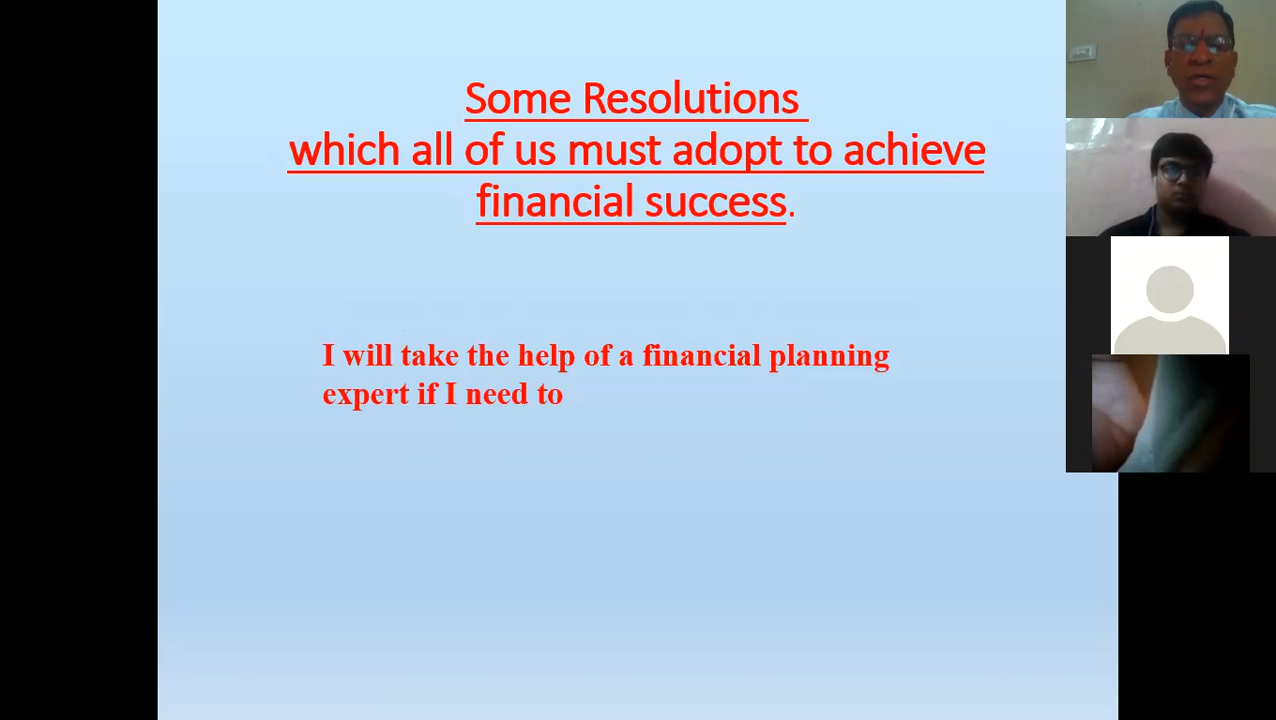 Some Resolutions
which all of us must adopt to achieve
financial success.
I will take the help of a financial planning
expert if I need to